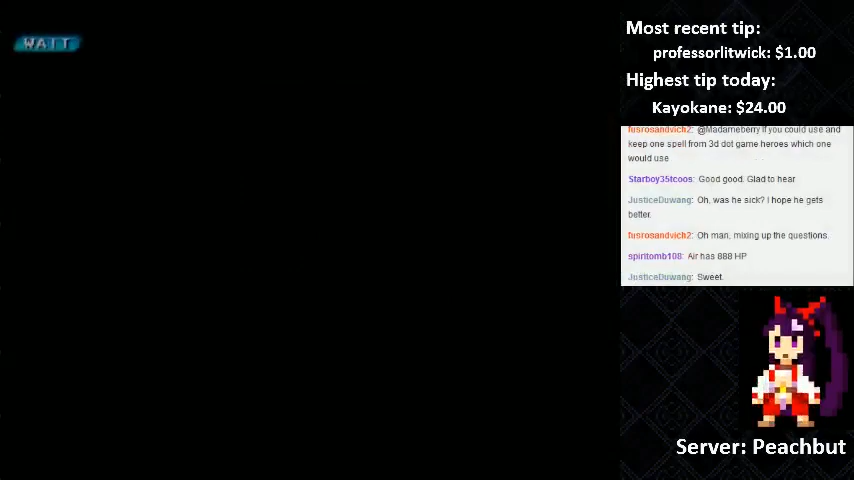 WAIT
Most recent tip:
professorlitwick: $1.00
Highest tip today:
Kayokane: $24.00
fusrosandvich2: @Madameberry if you could use and
keep one spell from 3d dot game heroes which one
would use
Starboy35tcoos: Good good. Glad to hear
JusticeDuwang: Oh, was he sick? I hope he gets
better.
fusrosandvich2: Oh man, mixing up the questions.
spiritomb108: Air has 888 HP
JusticeDuwang: Sweet.
Server: Peachbut